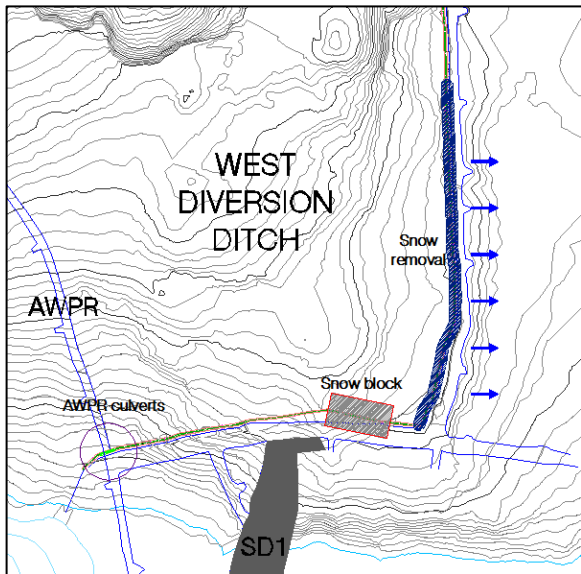 WEST
DIVERSION
DITCH
Snow
removal
AWPR
Snow block
AWPR culverts
SD1